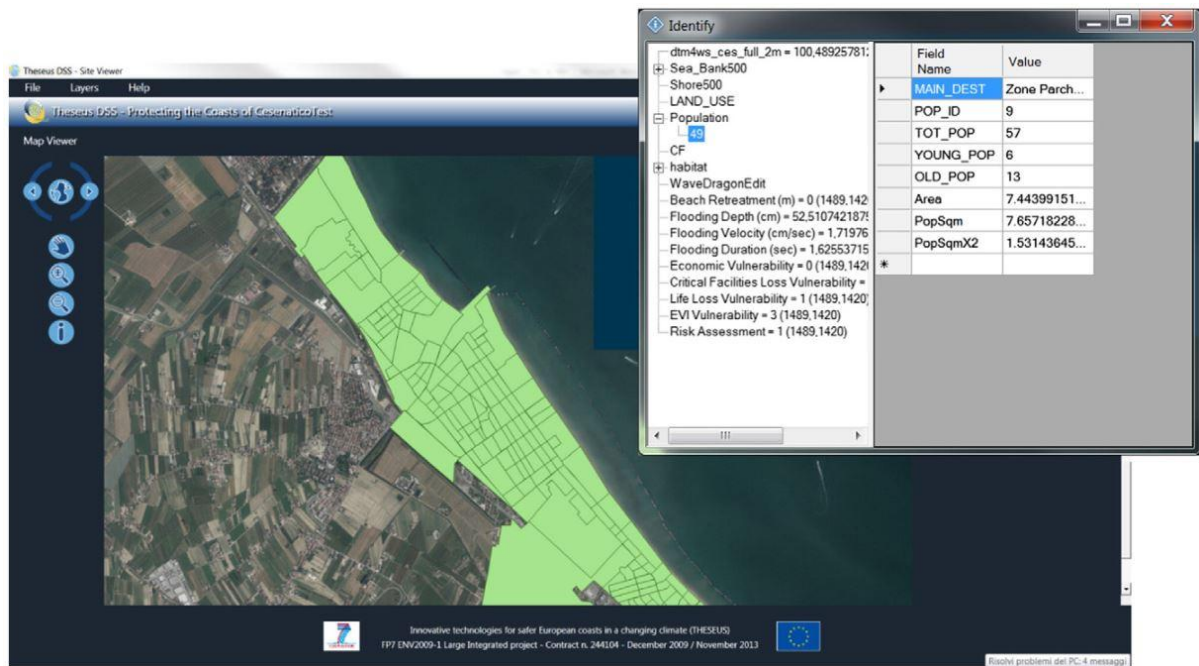 Identify
dtm4ws_ces_full_2m = 100,489257812
Sea_Bank500
Shore500
LAND_USE
Population
49
CF
habitat
WaveDragonEdit
Beach Retreatment (m) = 0 (1489,1420
Flooding Depth (cm) = 52,5107421875
Flooding Velocity (cm/sec) = 1,71976
Flooding Duration (sec) = 1,62553715
Economic Vulnerability = 0 (1489,1420
Critical Facilities Loss Vulnerability =
Life Loss Vulnerability = 1 (1489,1420)
EVI Vulnerability = 3 (1489,1420)
Risk Assessment = 1 (1489,1420)
Field Name Value
MAIN_DEST Zone Parch...
POP_ID 9
TOT_POP 57
YOUNG_POP 6
OLD_POP 13
Area 7.44399151...
PopSqm 7.65718228...
PopSqmX2 1.53143645...
Theseus DSS - Site Viewer
File Layers Help
Theseus DSS - Protecting the Coasts of CesenaticoTest
Map Viewer
Innovative technologies for safer European coasts in a changing climate (THESEUS)
FP7 ENV2009-1 Large Integrated project - Contract n. 244104 - December 2009 / November 2013
Risolvi problemi del PC: 4 messaggi